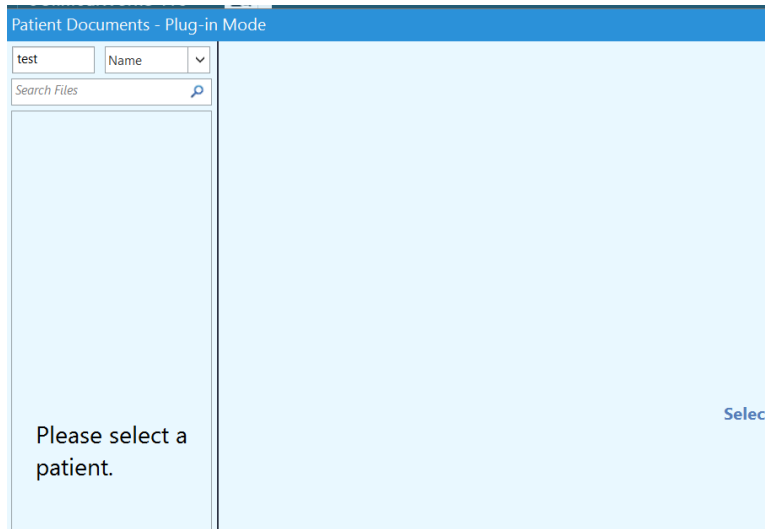 Patient Documents - Plug-in Mode
test
Name
Search Files
Selec
Please select a
patient.